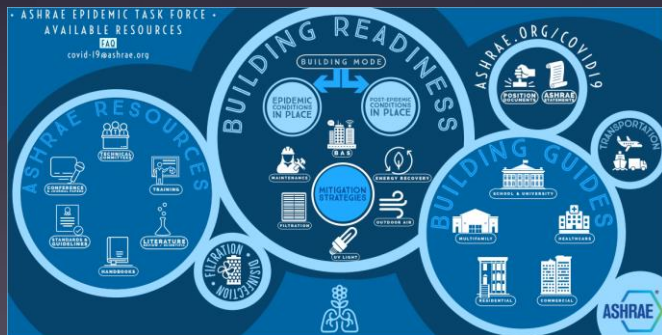 • ASHRAE EPIDEMIC TASK FORCE •
AVAILABLE RESOURCES
FAQ
covid-19@ashrae.org
BUILDING READINESS
BUILDING MODE
EPIDEMIC
CONDITIONS
IN PLACE
POST-EPIDEMIC
CONDITIONS
IN PLACE
BAS
MAINTENANCE
ENERGY RECOVERY
MITIGATION
STRATEGIES
FILTRATION
OUTDOOR AIR
UV LIGHT
ASHRAE RESOURCES
TECHNICAL
CONFERENCE
TRAINING
STANDARDS &
GUIDELINES
LITERATURE
HANDBOOKS
FILTRATION
DISINFECTION
ASHRAE.ORG/COVID19
POSITION
DOCUMENTS
ASHRAE
STATEMENTS
TRANSPORTATION
BUILDING GUIDES
SCHOOL & UNIVERSITY
MULTIFAMILY
HEALTHCARE
RESIDENTIAL
COMMERCIAL
ASHRAE